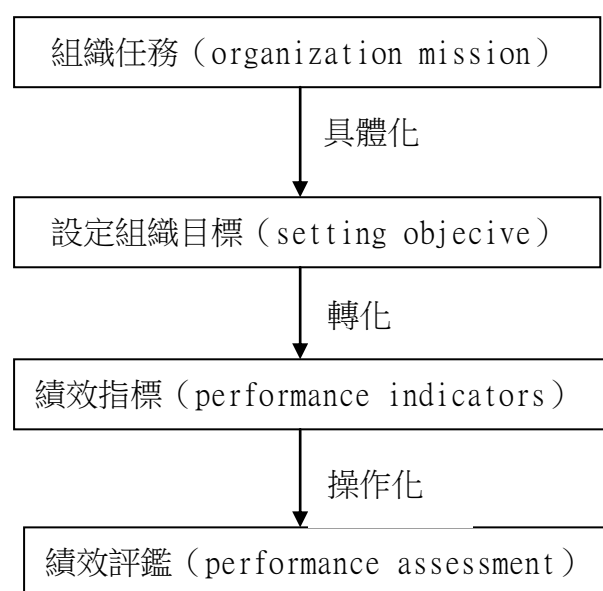 組織任務（organization mission）
具體化
設定組織目標（setting objecive）
轉化
績效指標（performance indicators）
操作化
績效評鑑（performance assessment）